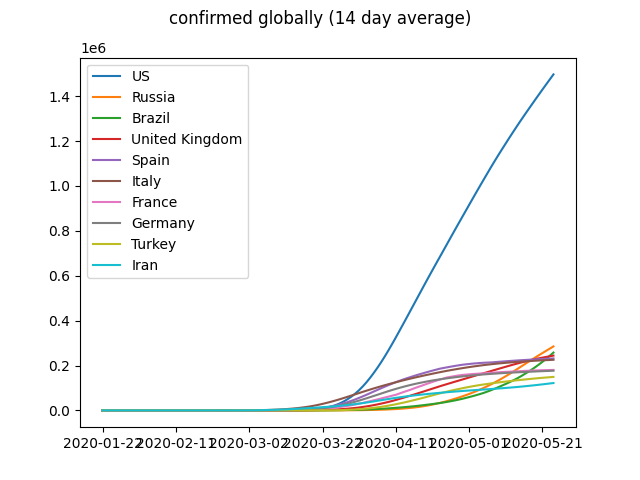 confirmed globally (14 day average)
1e6
US
Russia
Brazil
United Kingdom
Spain
Italy
France
Germany
Turkey
Iran
1.4
1.2
1.0
0.8
0.6
0.4
0.2
0.0
2020-01-22 2020-02-11 2020-03-02 2020-03-22 2020-04-11 2020-05-01 2020-05-21